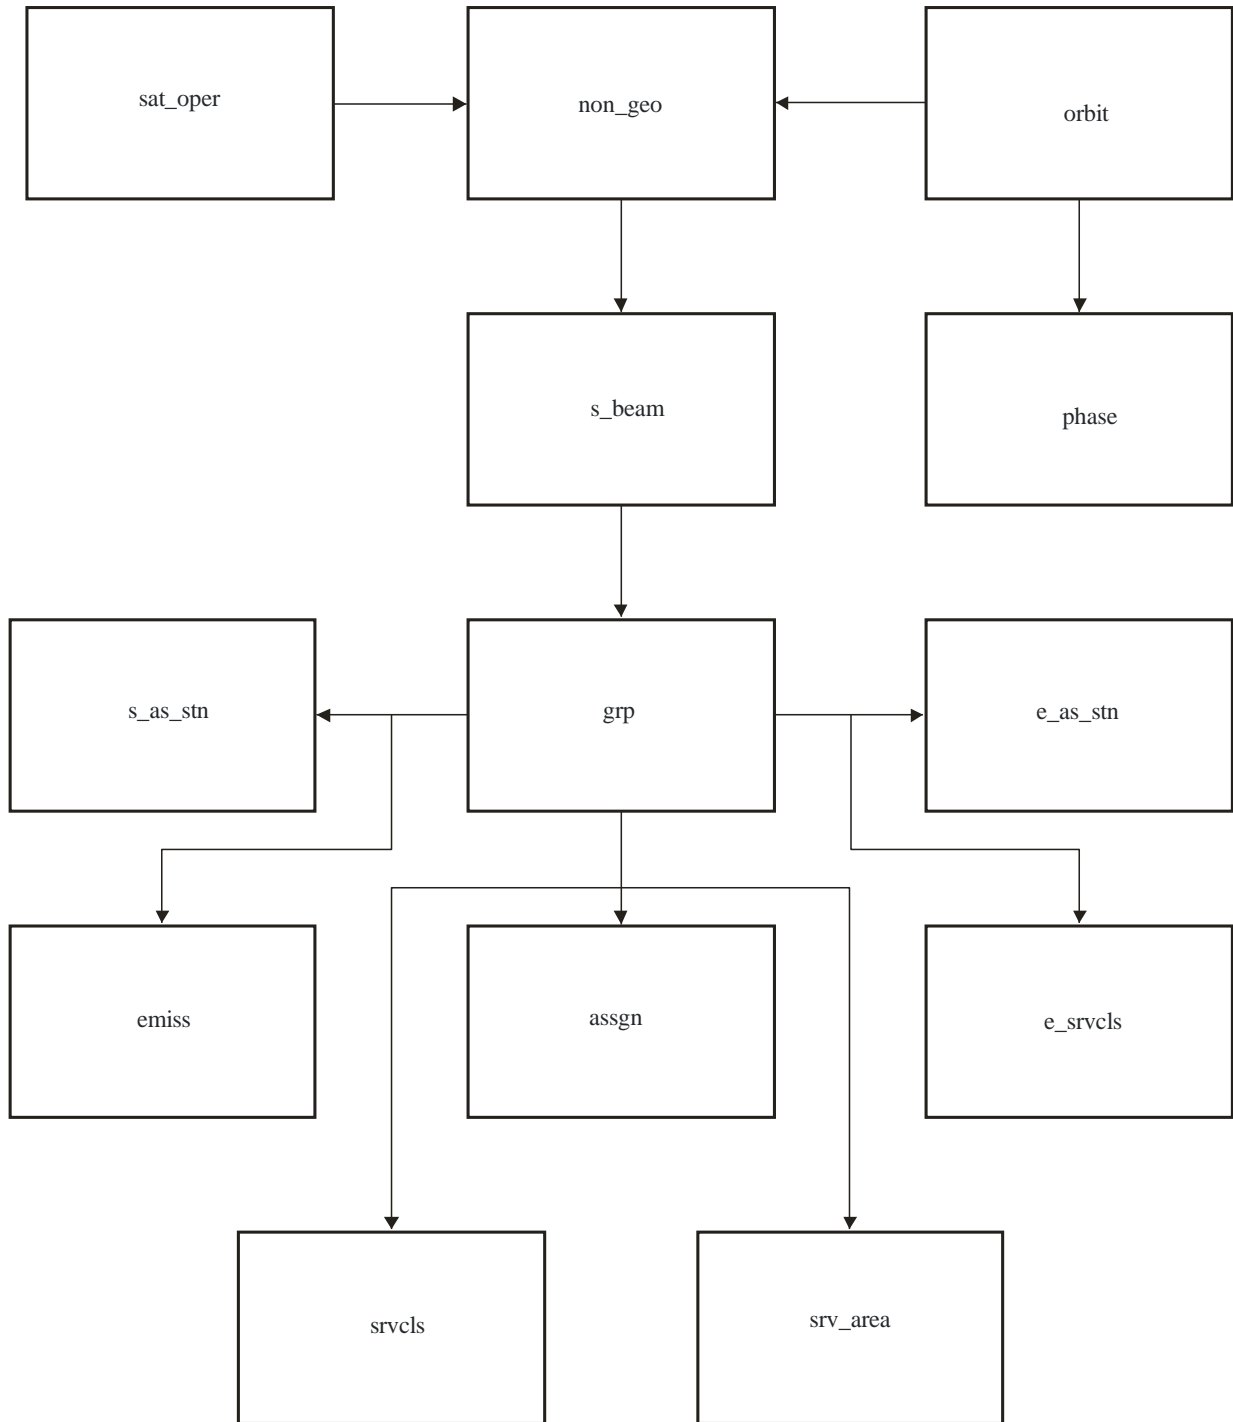 sat_oper
non_geo
orbit
s_beam
phase
s_as_stn
grp
e_as_stn
emiss
assgn
e_srvcls
srvcls
srv_area